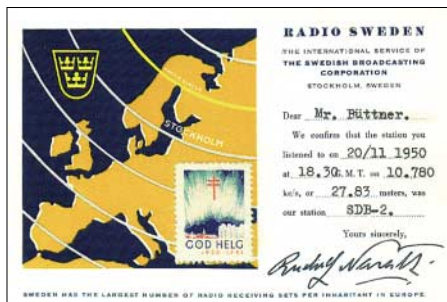 RADIO SWEDEN
THE INTERNATIONAL SERVICE OF
THE SWEDISH BROADCASTING
CORPORATION
STOCKHOLM, SWEDEN
Dear Mr. Büttner.
We confirm that the station you
listened to on 20/11 1950
at 18.30 G.M.T. on 10.780
kc/s, or 27.83 meters, was
our station SDB-2.
Yours sincerely,
STOCKHOLM
GOD HELG
1950-1951
SWEDEN HAS THE LARGEST NUMBER OF RADIO RECEIVING SETS PER INHABITANT IN EUROPE.